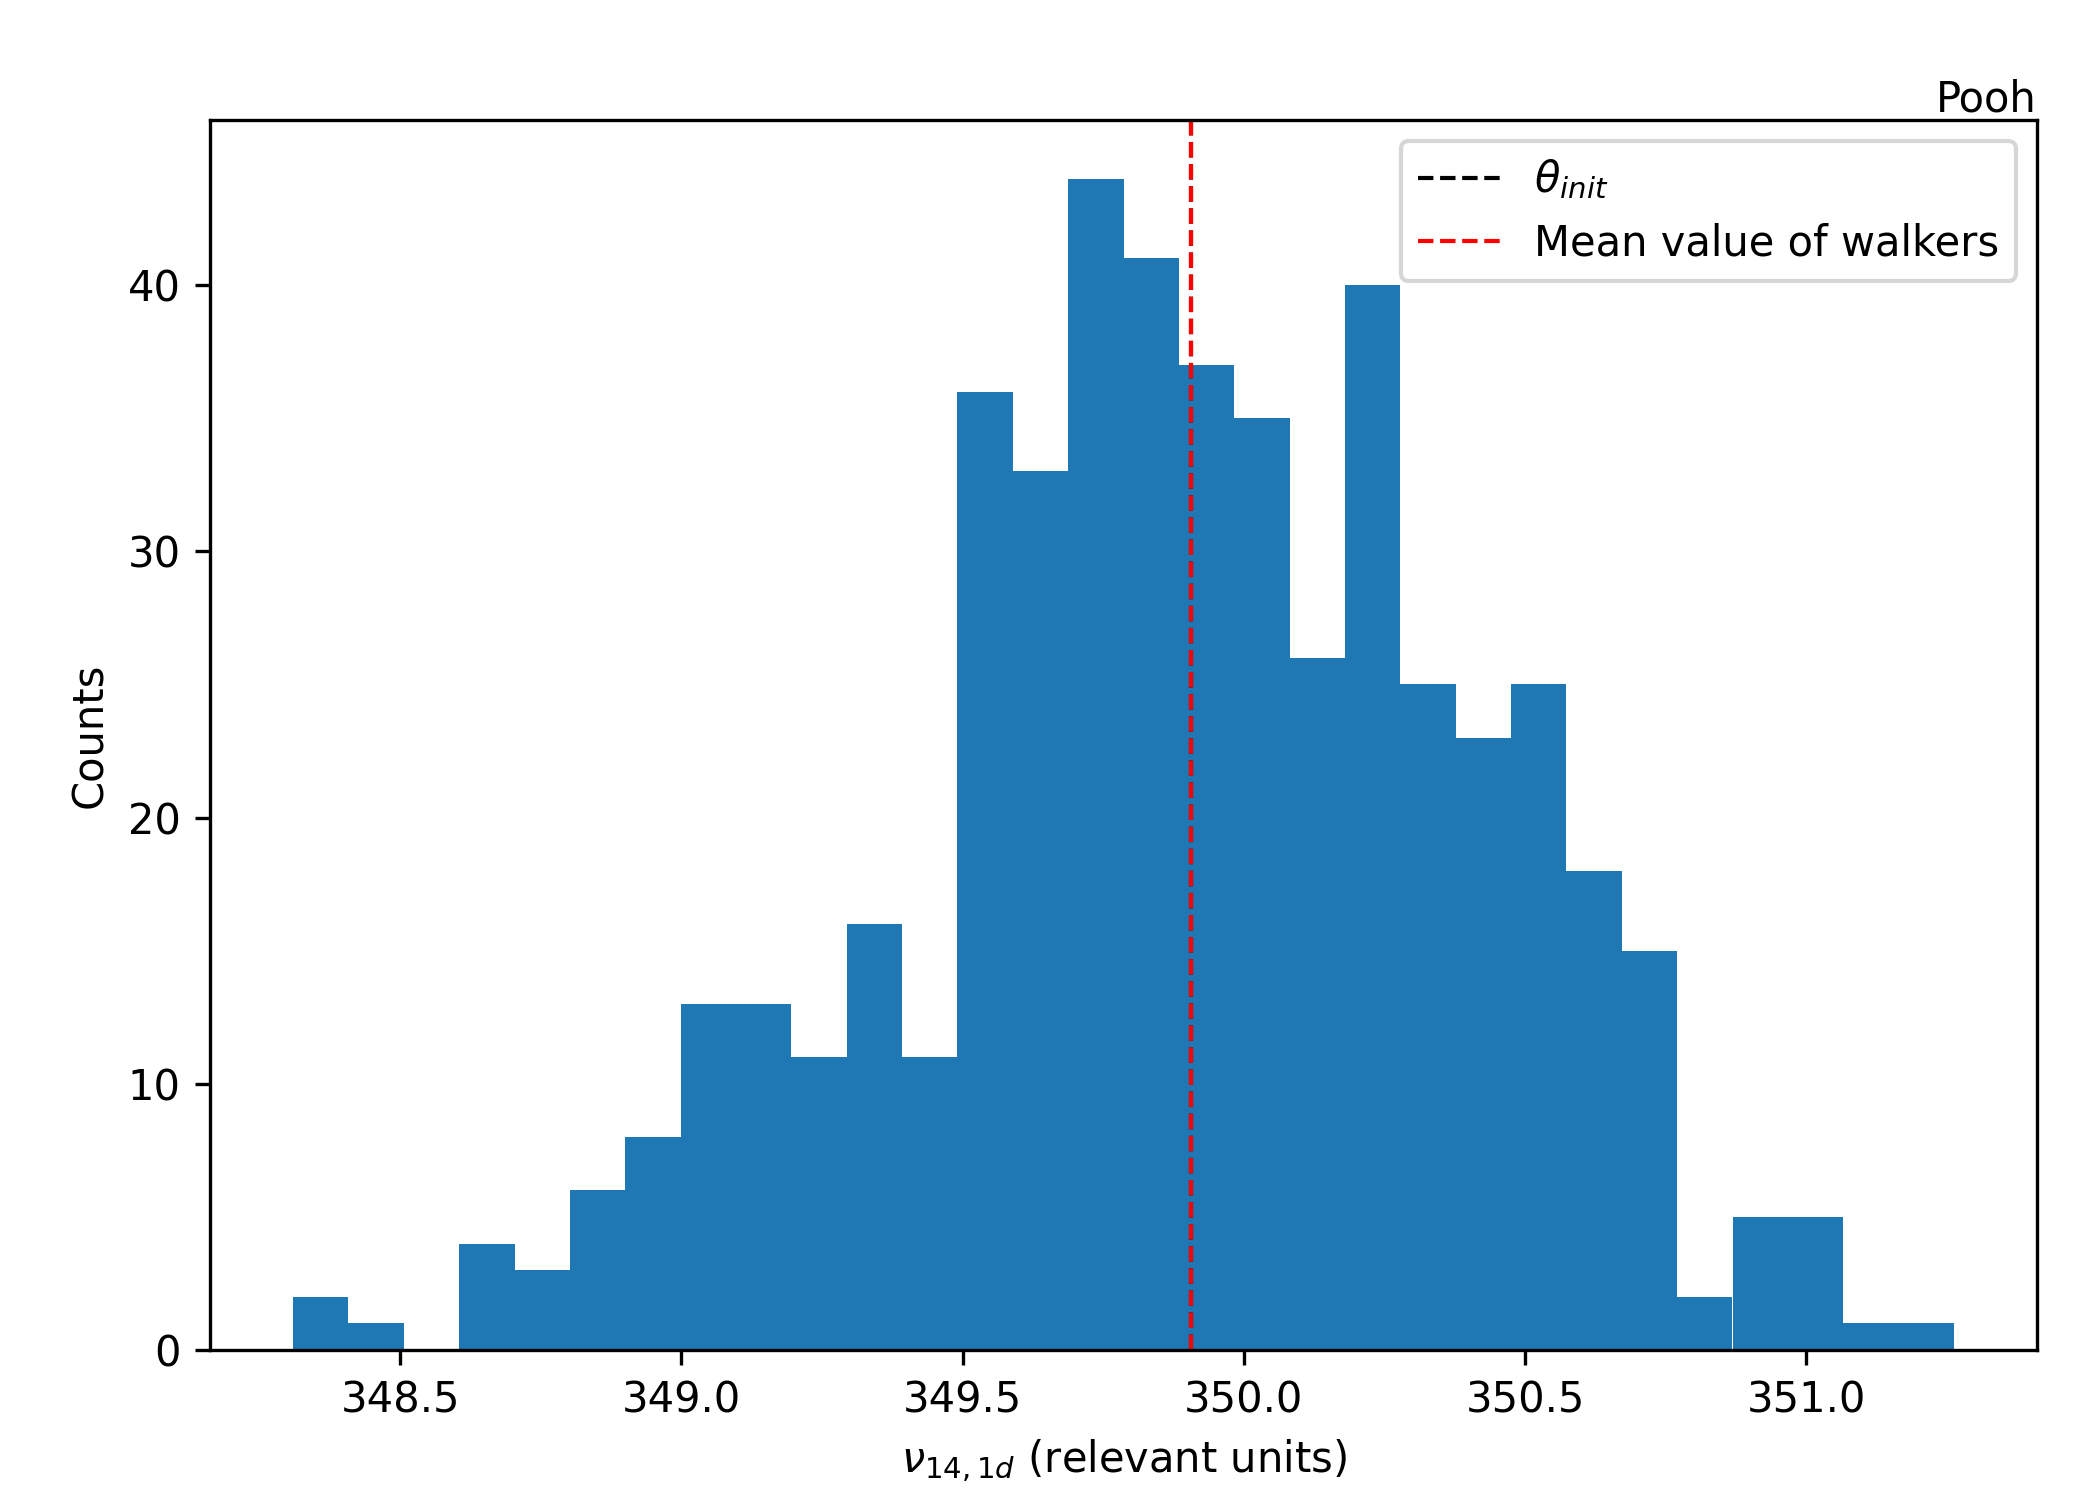 Pooh
θinit
Mean value of walkers
Counts
40
30
20
10
0
348.5 349.0 349.5 350.0 350.5 351.0
ν14, 1d (relevant units)